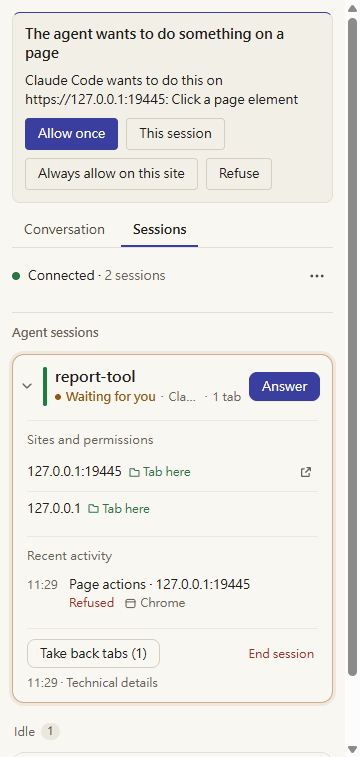 The agent wants to do something on a
page
Claude Code wants to do this on
https://127.0.0.1:19445: Click a page element
Allow once
This session
Always allow on this site
Refuse
Conversation
Sessions
Connected · 2 sessions
Agent sessions
report-tool
Waiting for you · Cla... · 1 tab
Answer
Sites and permissions
127.0.0.1:19445 Tab here
127.0.0.1 Tab here
Recent activity
11:29 Page actions · 127.0.0.1:19445
Refused Chrome
Take back tabs (1)
End session
11:29 · Technical details
Idle 1